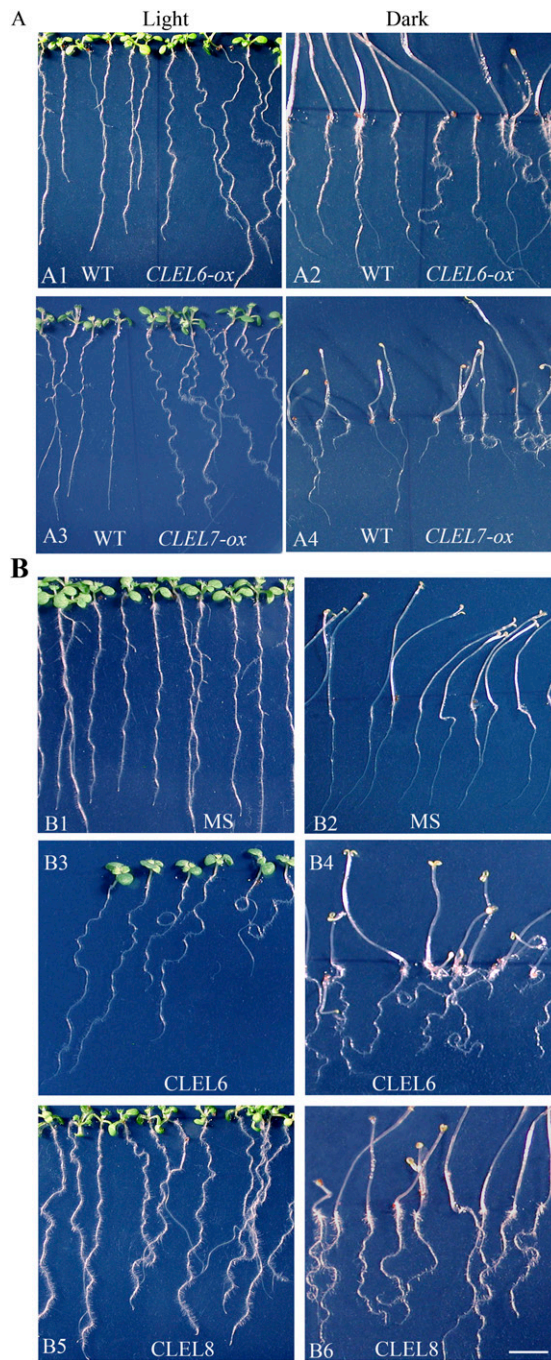 A Light Dark
A1 WT CLEL6-ox
A2 WT CLEL6-ox
A3 WT CLEL7-ox
A4 WT CLEL7-ox
B
B1 MS
B2 MS
B3
CLEL6
B4
CLEL6
B5 CLEL8
B6 CLEL8